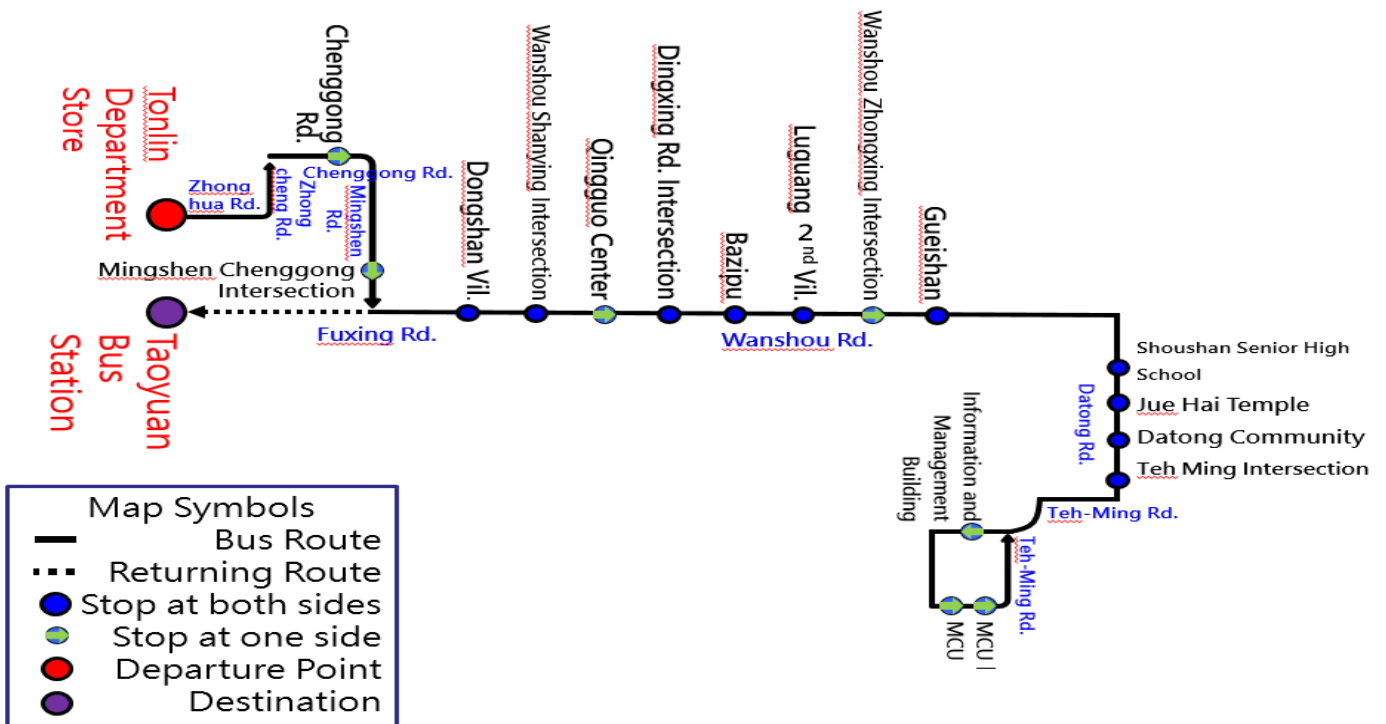 Tonlin
Department
Store
Zhong
hua Rd.
Zhong
cheng Rd.
Chenggong
Rd.
Chenggong Rd.
Mingshen
Rd.
Mingshen Chenggong
Intersection
Taoyuan
Bus
Station
Fuxing Rd.
Dongshan Vil.
Wanshou Shanying Intersection
Qingguo Center
Dingxing Rd. Intersection
Bazipu
Luguang 2nd Vil.
Wanshou Zhongxing Intersection
Gueishan
Wanshou Rd.
Shoushan Senior High
School
Jue Hai Temple
Datong Community
Teh Ming Intersection
Datong Rd.
Teh-Ming Rd.
Information and
Management
Building
Teh-Ming Rd.
MCU
MCU I
Map Symbols
Bus Route
Returning Route
Stop at both sides
Stop at one side
Departure Point
Destination